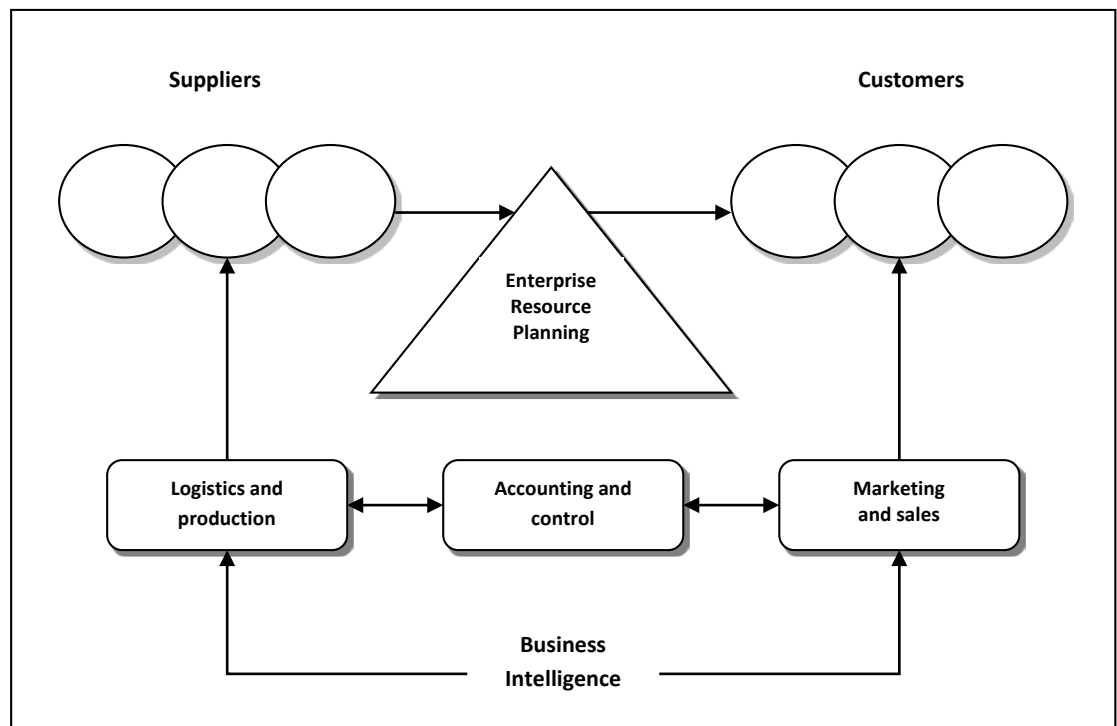 Suppliers
Customers
Enterprise
Resource
Planning
Logistics and
production
Accounting and
control
Marketing
and sales
Business
Intelligence